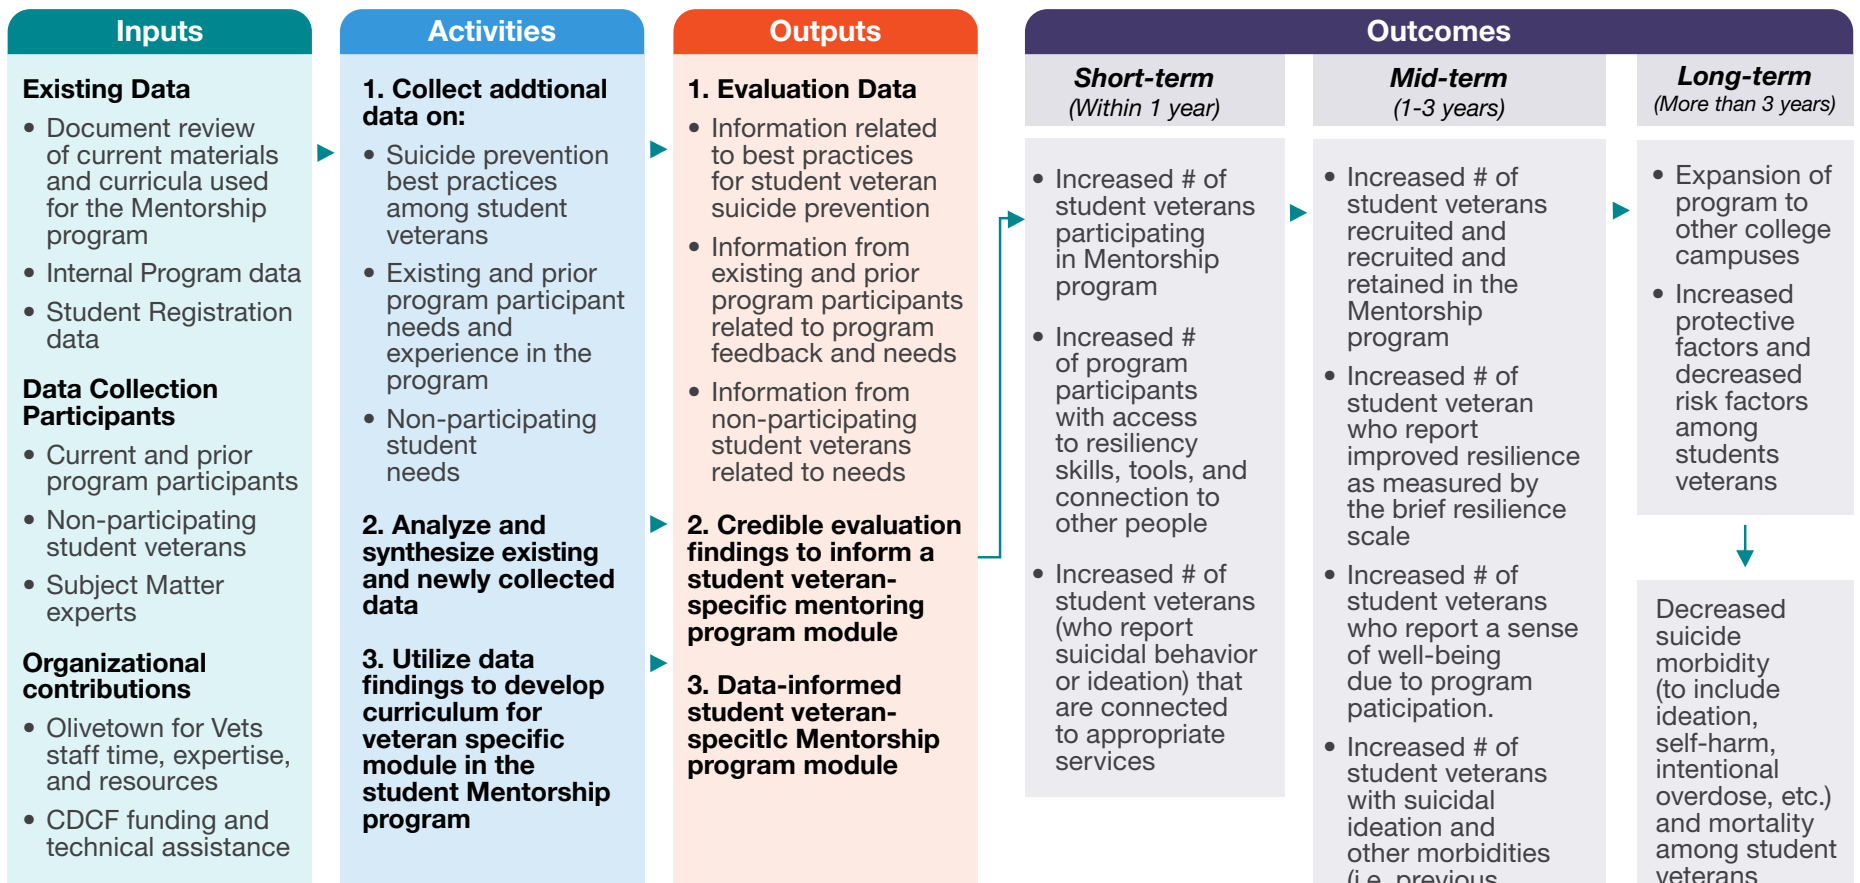 Inputs
Existing Data
• Document review
of current materials
and curricula used
for the Mentorship
program
• Internal Program data
• Student Registration
data
Data Collection
Participants
• Current and prior
program participants
• Non-participating
student veterans
• Subject Matter
experts
Organizational
contributions
• Olivetown for Vets
staff time, expertise,
and resources
• CDCF funding and
technical assistance
Activities
1. Collect addtional
data on:
• Suicide prevention
best practices
among student
veterans
• Existing and prior
program participant
needs and
experience in the
program
• Non-participating
student
needs
2. Analyze and
synthesize existing
and newly collected
data
3. Utilize data
findings to develop
curriculum for
veteran specific
module in the
student Mentorship
program
Outputs
1. Evaluation Data
• Information related
to best practices
for student veteran
suicide prevention
• Information from
existing and prior
program participants
related to program
feedback and needs
• Information from
non-participating
student veterans
related to needs
2. Credible evaluation
findings to inform a
student veteran-
specific mentoring
program module
3. Data-informed
student veteran-
specitlc Mentorship
program module
Outcomes
Short-term
(Within 1 year)
• Increased # of
student veterans
participating
in Mentorship
program
• Increased #
of program
participants
with access
to resiliency
skills, tools, and
connection to
other people
• Increased # of
student veterans
(who report
suicidal behavior
or ideation) that
are connected
to appropriate
services
Mid-term
(1-3 years)
• Increased # of
student veterans
recruited and
recruited and
retained in the
Mentorship
program
• Increased # of
student veteran
who report
improved resilience
as measured by
the brief resilience
scale
• Increased # of
student veterans
who report a sense
of well-being
due to program
paticipation.
• Increased # of
student veterans
with suicidal
ideation and
other morbidities
(i.e. previous
Long-term
(More than 3 years)
• Expansion of
program to
other college
campuses
• Increased
protective
factors and
decreased
risk factors
among
students
veterans
Decreased
suicide
morbidity
(to include
ideation,
self-harm,
intentional
overdose, etc.)
and mortality
among student
veterans